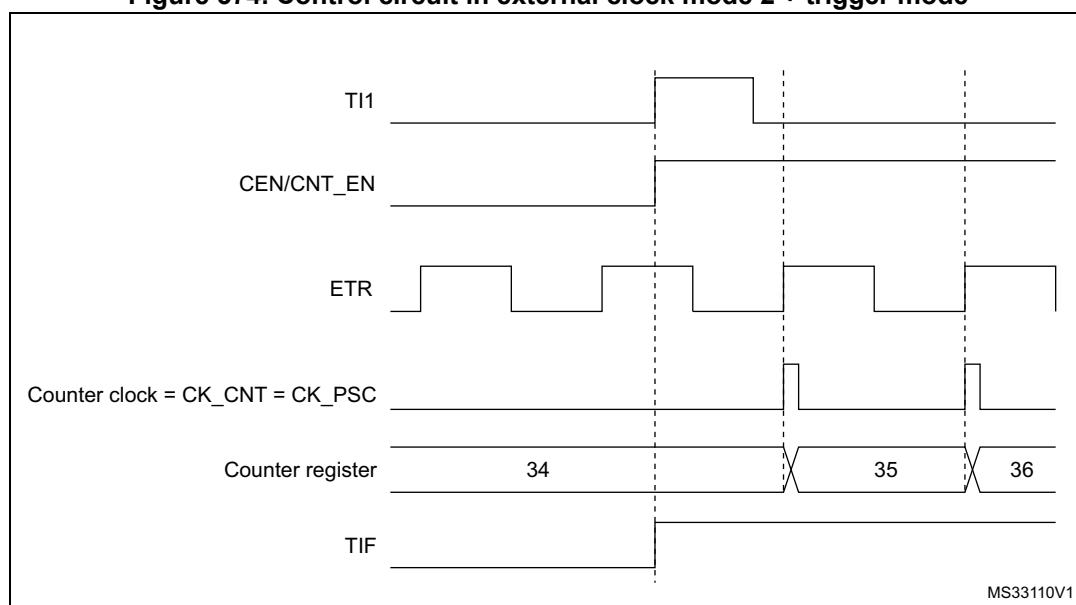 Figure 374. Control circuit in external clock mode 2 + trigger mode
TI1
CEN/CNT_EN
ETR
Counter clock = CK_CNT = CK_PSC
Counter register
34
35
36
TIF
MS33110V1